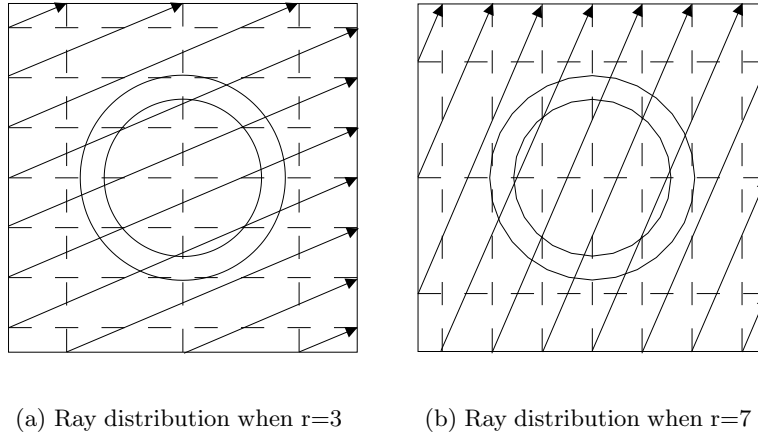 (a) Ray distribution when r=3
(b) Ray distribution when r=7